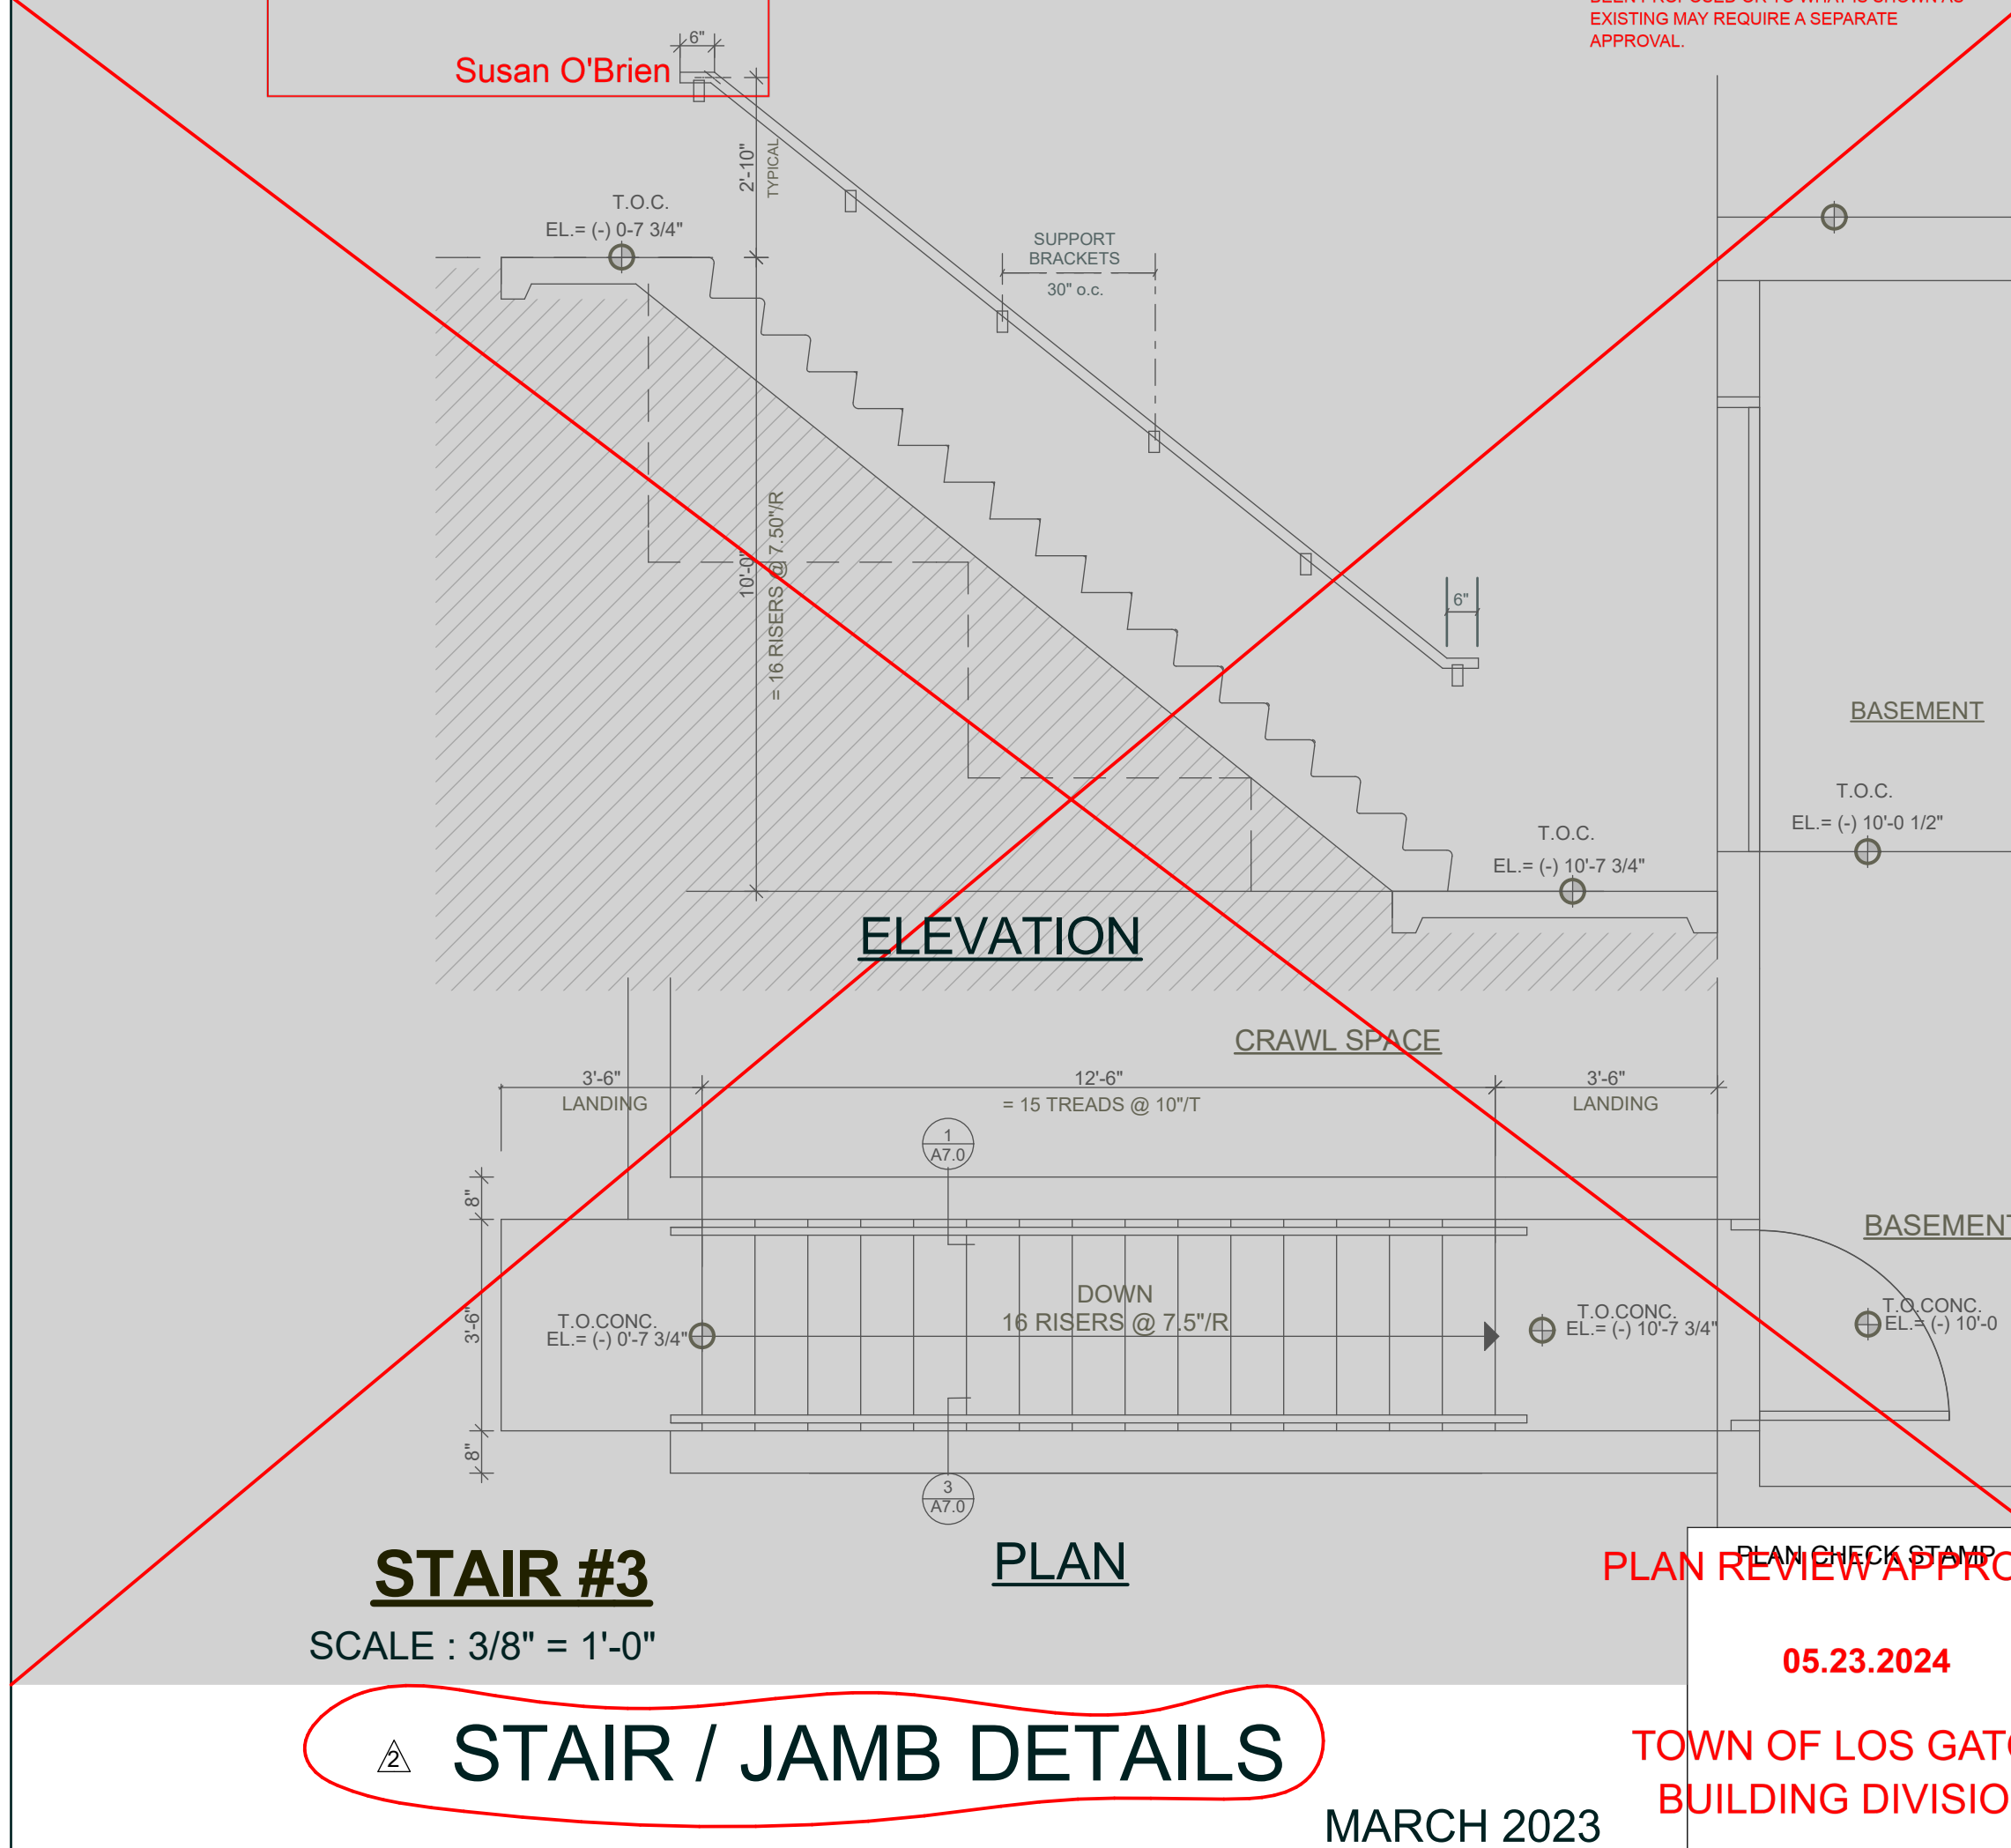 EXISTING MAY REQUIRE A SEPARATE
APPROVAL.
6"
Susan O'Brien
2'-10"
TYPICAL
T.O.C.
EL.= (-) 0-7 3/4"
SUPPORT
BRACKETS
30" o.c.
10'-0"
= 16 RISERS @ 7.50"/R
6"
BASEMENT
T.O.C.
EL.= (-) 10'-0 1/2"
T.O.C.
EL.= (-) 10'-7 3/4"
ELEVATION
CRAWL SPACE
3'-6"
LANDING
12'-6"
= 15 TREADS @ 10"/T
3'-6"
LANDING
1
A7.0
8"
3'-6"
8"
BASEMENT
DOWN
16 RISERS @ 7.5"/R
T.O.CONC.
EL.= (-) 0'-7 3/4"
T.O.CONC.
EL.= (-) 10'-7 3/4"
T.O.CONC.
EL.= (-) 10'-0
3
A7.0
PLAN
STAIR #3
SCALE : 3/8" = 1'-0"
PLAN CHECK STAMP
PLAN REVIEW APPRO
05.23.2024
TOWN OF LOS GATO
BUILDING DIVISIO
2
STAIR / JAMB DETAILS
MARCH 2023